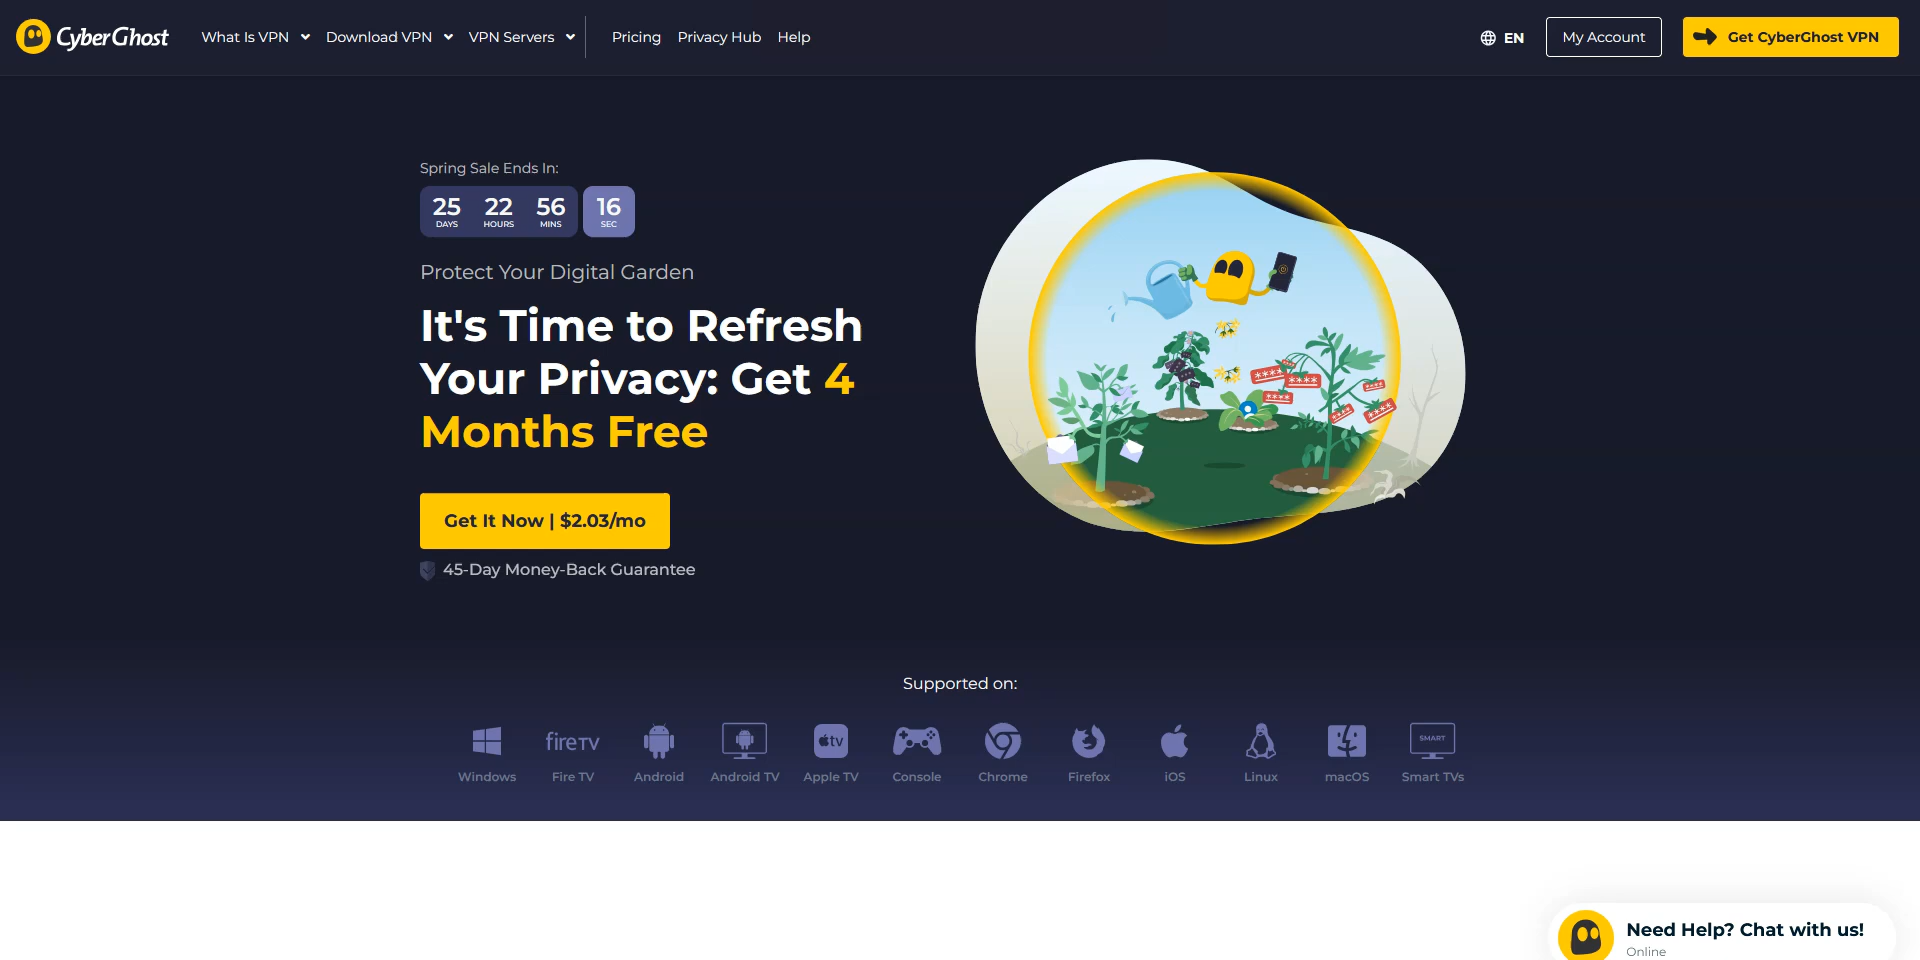 CyberGhost
What Is VPN
Download VPN
VPN Servers
Pricing
Privacy Hub
Help
EN
My Account
Get CyberGhost VPN
Spring Sale Ends In:
25 22 56 16
DAYS HOURS MINS SEC
Protect Your Digital Garden
It's Time to Refresh
Your Privacy: Get 4
Months Free
Get It Now | $2.03/mo
45-Day Money-Back Guarantee
****
****
****
****
****
****
Supported on:
fireTV
tv
SMART
Windows
Fire TV
Android
Android TV
Apple TV
Console
Chrome
Firefox
iOS
Linux
macOS
Smart TVs
Need Help? Chat with us!
Online